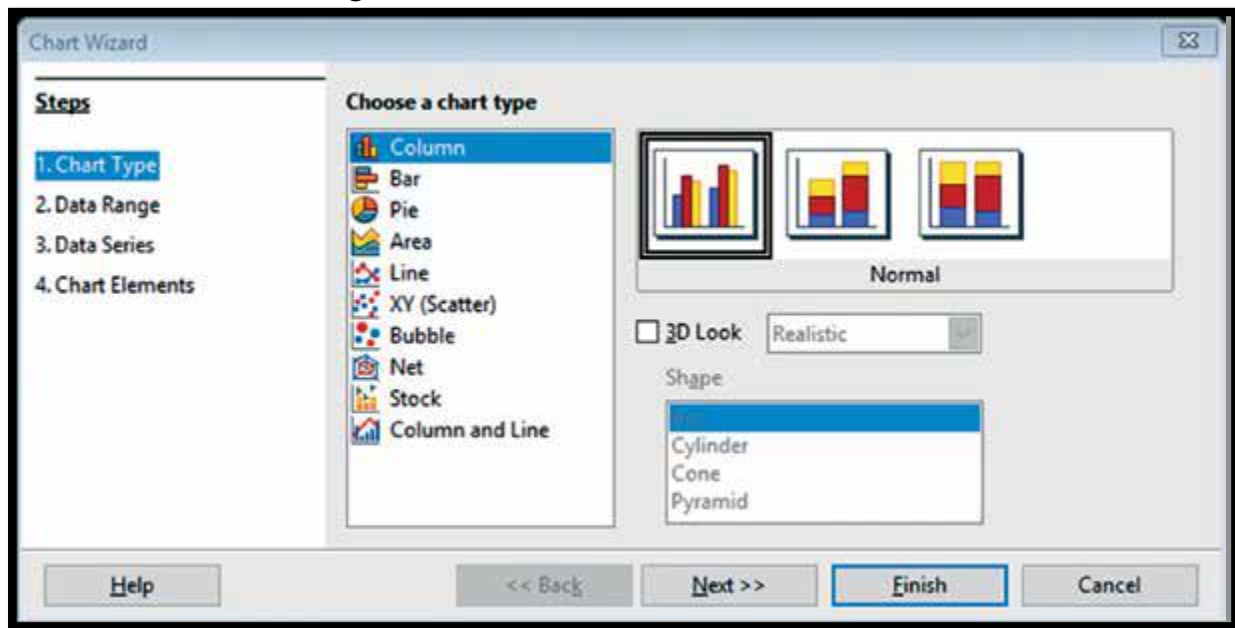 Chart Wizard
Steps
1. Chart Type
2. Data Range
3. Data Series
4. Chart Elements
Choose a chart type
Column
Bar
Pie
Area
Line
XY (Scatter)
Bubble
Net
Stock
Column and Line
Normal
3D Look
Realistic
Shape
Cylinder
Cone
Pyramid
Help
<< Back
Next >>
Finish
Cancel